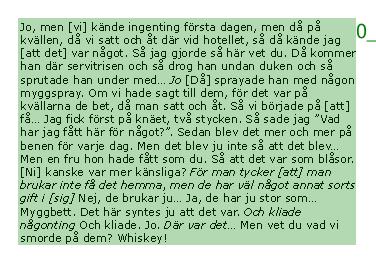 Jo, men [vi] kände ingenting första dagen, men då på
kvällen, då vi satt och åt där vid hotellet, så då kände jag
[att det] var något. Så jag gjorde så här vet du. Då kommer
han där servitrisen och så drog han undan duken och så
sprutade han under med... Jo [Då] sprayade han med någon
myggspray. Om vi hade sagt till dem, för det var på
kvällarna de bet, då man satt och åt. Så vi började på [att]
få... Jag fick först på knäet, två stycken. Så sade jag ”Vad
har jag fått här för något?”. Sedan blev det mer och mer på
benen för varje dag. Men det blev ju inte så att det blev...
Men en fru hon hade fått som du. Så att det var som blåsor.
[Ni] kanske var mer känsliga? För man tycker [att] man
brukar inte få det hemma, men de har väl något annat sorts
gift i [sig] Nej, de brukar ju... Ja, de har ju stor som...
Myggbett. Det här syntes ju att det var. Och kliade
någonting Och kliade. Jo. Där var det... Men vet du vad vi
smorde på dem? Whiskey!
0_